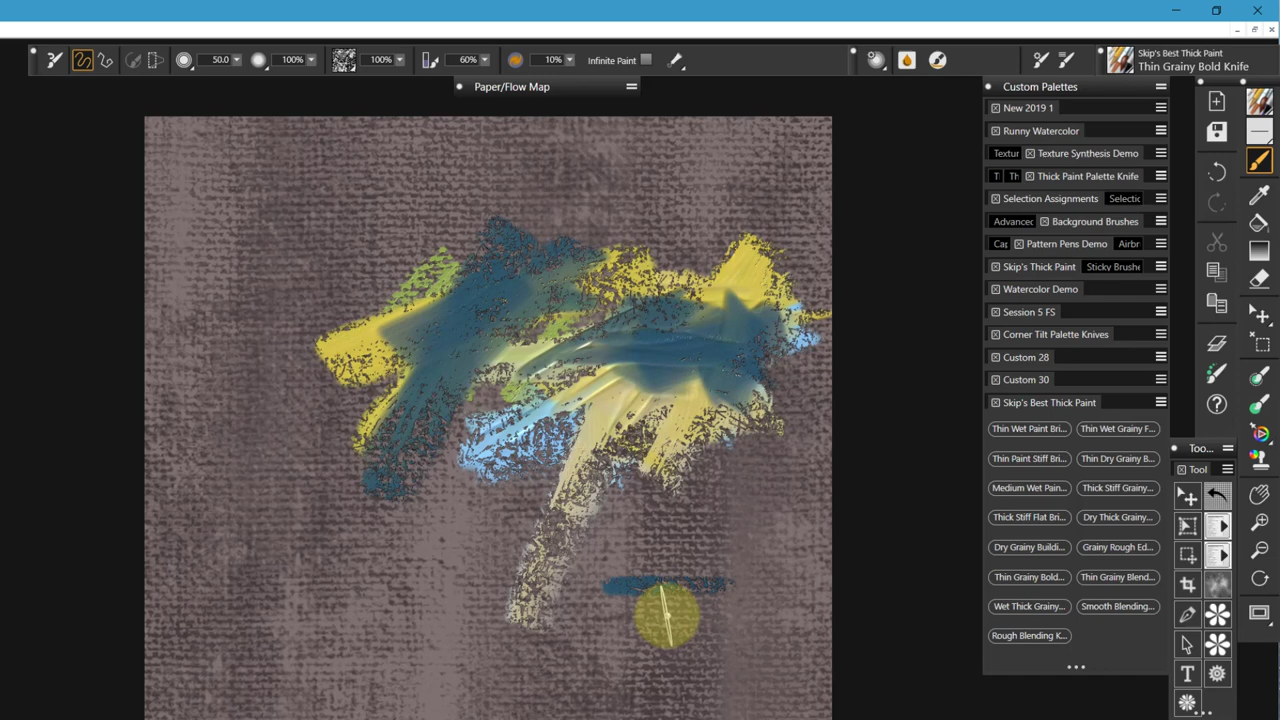 50.0
100%
100%
60%
10%
Infinite Paint
Skip's Best Thick Paint
Thin Grainy Bold Knife
Paper/Flow Map
Custom Palettes
New 2019 1
Runny Watercolor
Textur Texture Synthesis Demo
T Th Thick Paint Palette Knife
Selection Assignments Selectic
Advanced Background Brushes
Cap Pattern Pens Demo Airbr
Skip's Thick Paint Sticky Brushe
Watercolor Demo
Session 5 FS
Corner Tilt Palette Knives
Custom 28
Custom 30
Skip's Best Thick Paint
Thin Wet Paint Bri... Thin Wet Grainy F...
Thin Paint Stiff Bri... Thin Dry Grainy B...
Medium Wet Pain... Thick Stiff Grainy...
Thick Stiff Flat Bri... Dry Thick Grainy...
Dry Grainy Buildi... Grainy Rough Ed...
Thin Grainy Bold... Thin Grainy Blend...
Wet Thick Grainy... Smooth Blending...
Rough Blending K...
Too...
Tool